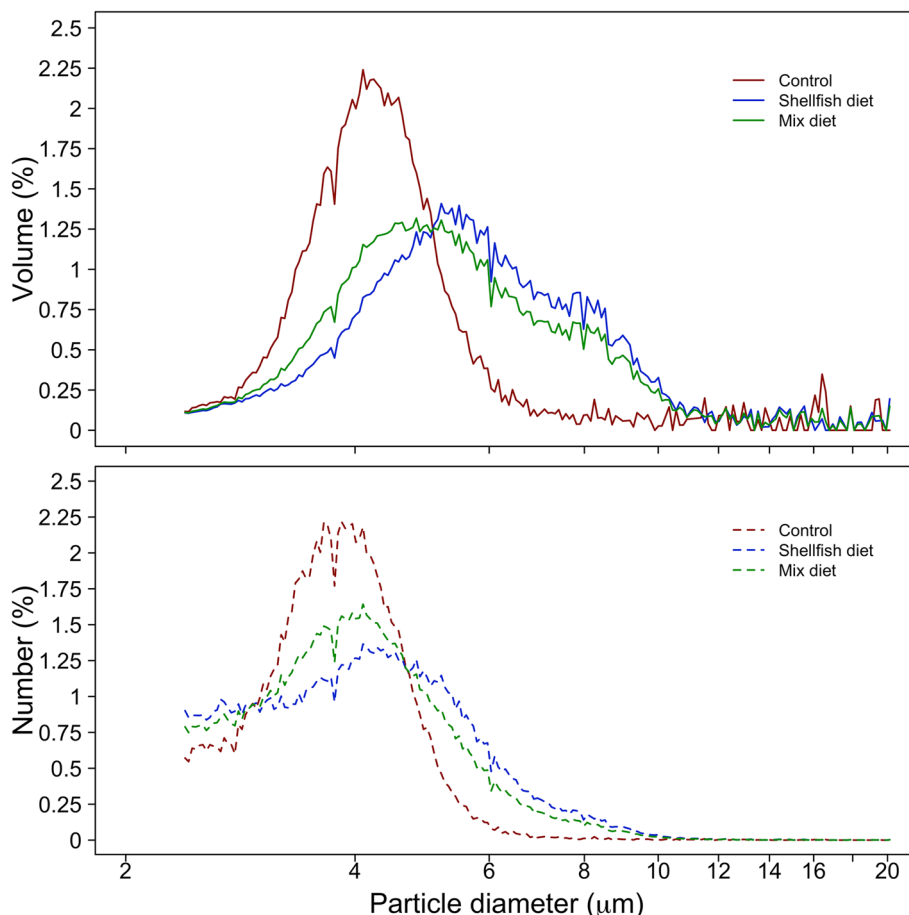 2.5
2.25
2
1.75
1.5
1.25
1
0.75
0.5
0.25
0
Volume (%)
Control
Shellfish diet
Mix diet
2.5
2.25
2
1.75
1.5
1.25
1
0.75
0.5
0.25
0
Number (%)
Control
Shellfish diet
Mix diet
2 4 6 8 10 12 14 16 18 20
Particle diameter (μm)